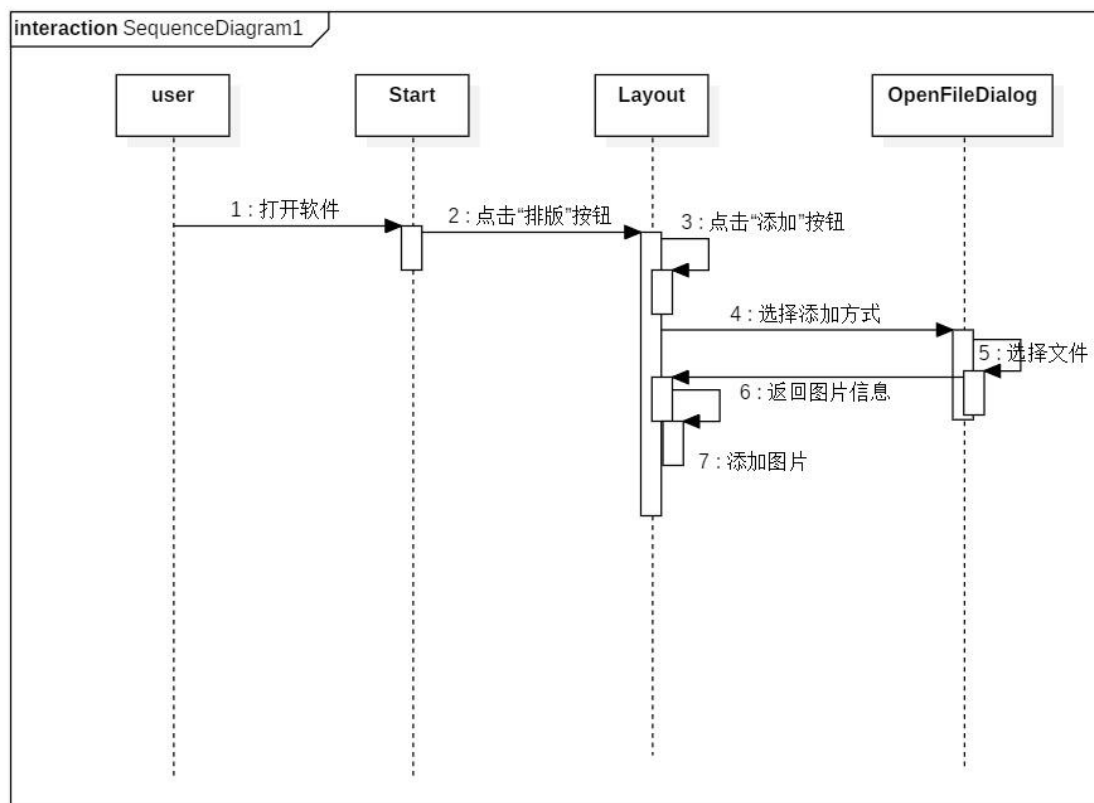 interaction SequenceDiagram1
user
Start
Layout
OpenFileDialog
1 : 打开软件
2 : 点击“排版”按钮
3 : 点击“添加”按钮
4 : 选择添加方式
5 : 选择文件
6 : 返回图片信息
7 : 添加图片